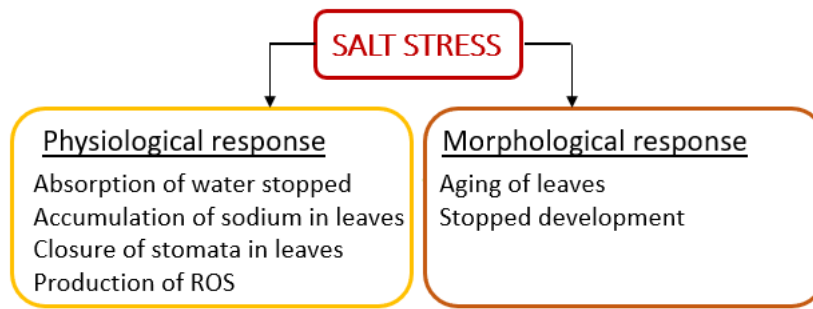 SALT STRESS
Physiological response
Absorption of water stopped
Accumulation of sodium in leaves
Closure of stomata in leaves
Production of ROS
Morphological response
Aging of leaves
Stopped development